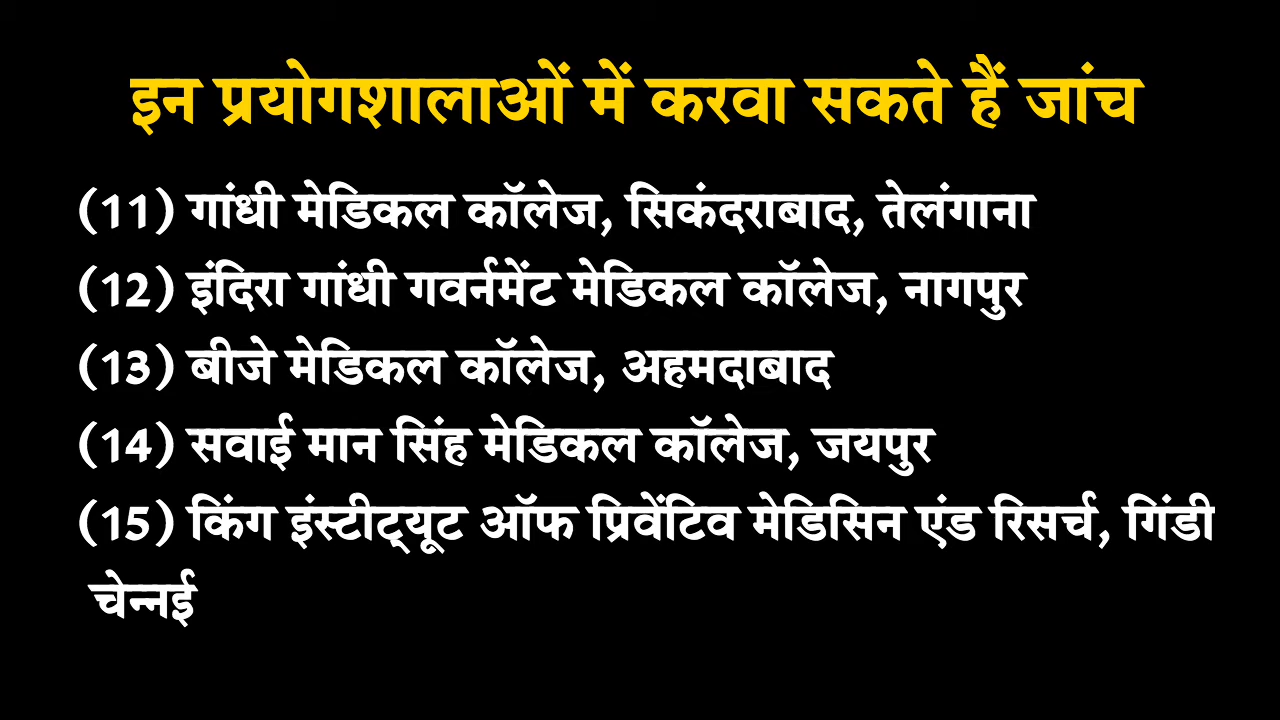 इन प्रयोगशालाओं में करवा सकते हैं जांच
(11) गांधी मेडिकल कॉलेज, सिकंदराबाद, तेलंगाना
(12) इंदिरा गांधी गवर्नमेंट मेडिकल कॉलेज, नागपुर
(13) बीजे मेडिकल कॉलेज, अहमदाबाद
(14) सवाई मान सिंह मेडिकल कॉलेज, जयपुर
(15) किंग इंस्टीट्यूट ऑफ प्रिवेंटिव मेडिसिन एंड रिसर्च, गिंडी
चेन्नई